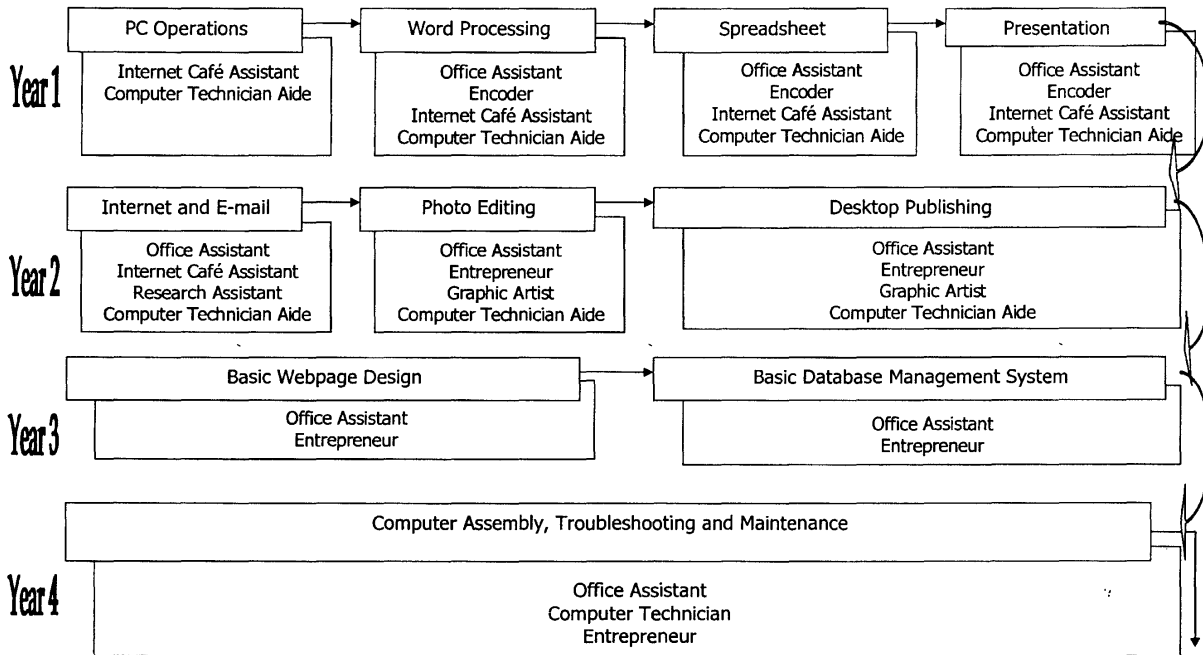 Year 1
PC Operations
Internet Café Assistant
Computer Technician Aide
Word Processing
Office Assistant
Encoder
Internet Café Assistant
Computer Technician Aide
Spreadsheet
Office Assistant
Encoder
Internet Café Assistant
Computer Technician Aide
Presentation
Office Assistant
Encoder
Internet Café Assistant
Computer Technician Aide
Year 2
Internet and E-mail
Office Assistant
Internet Café Assistant
Research Assistant
Computer Technician Aide
Photo Editing
Office Assistant
Entrepreneur
Graphic Artist
Computer Technician Aide
Desktop Publishing
Office Assistant
Entrepreneur
Graphic Artist
Computer Technician Aide
Year 3
Basic Webpage Design
Office Assistant
Entrepreneur
Basic Database Management System
Office Assistant
Entrepreneur
Year 4
Computer Assembly, Troubleshooting and Maintenance
Office Assistant
Computer Technician
Entrepreneur